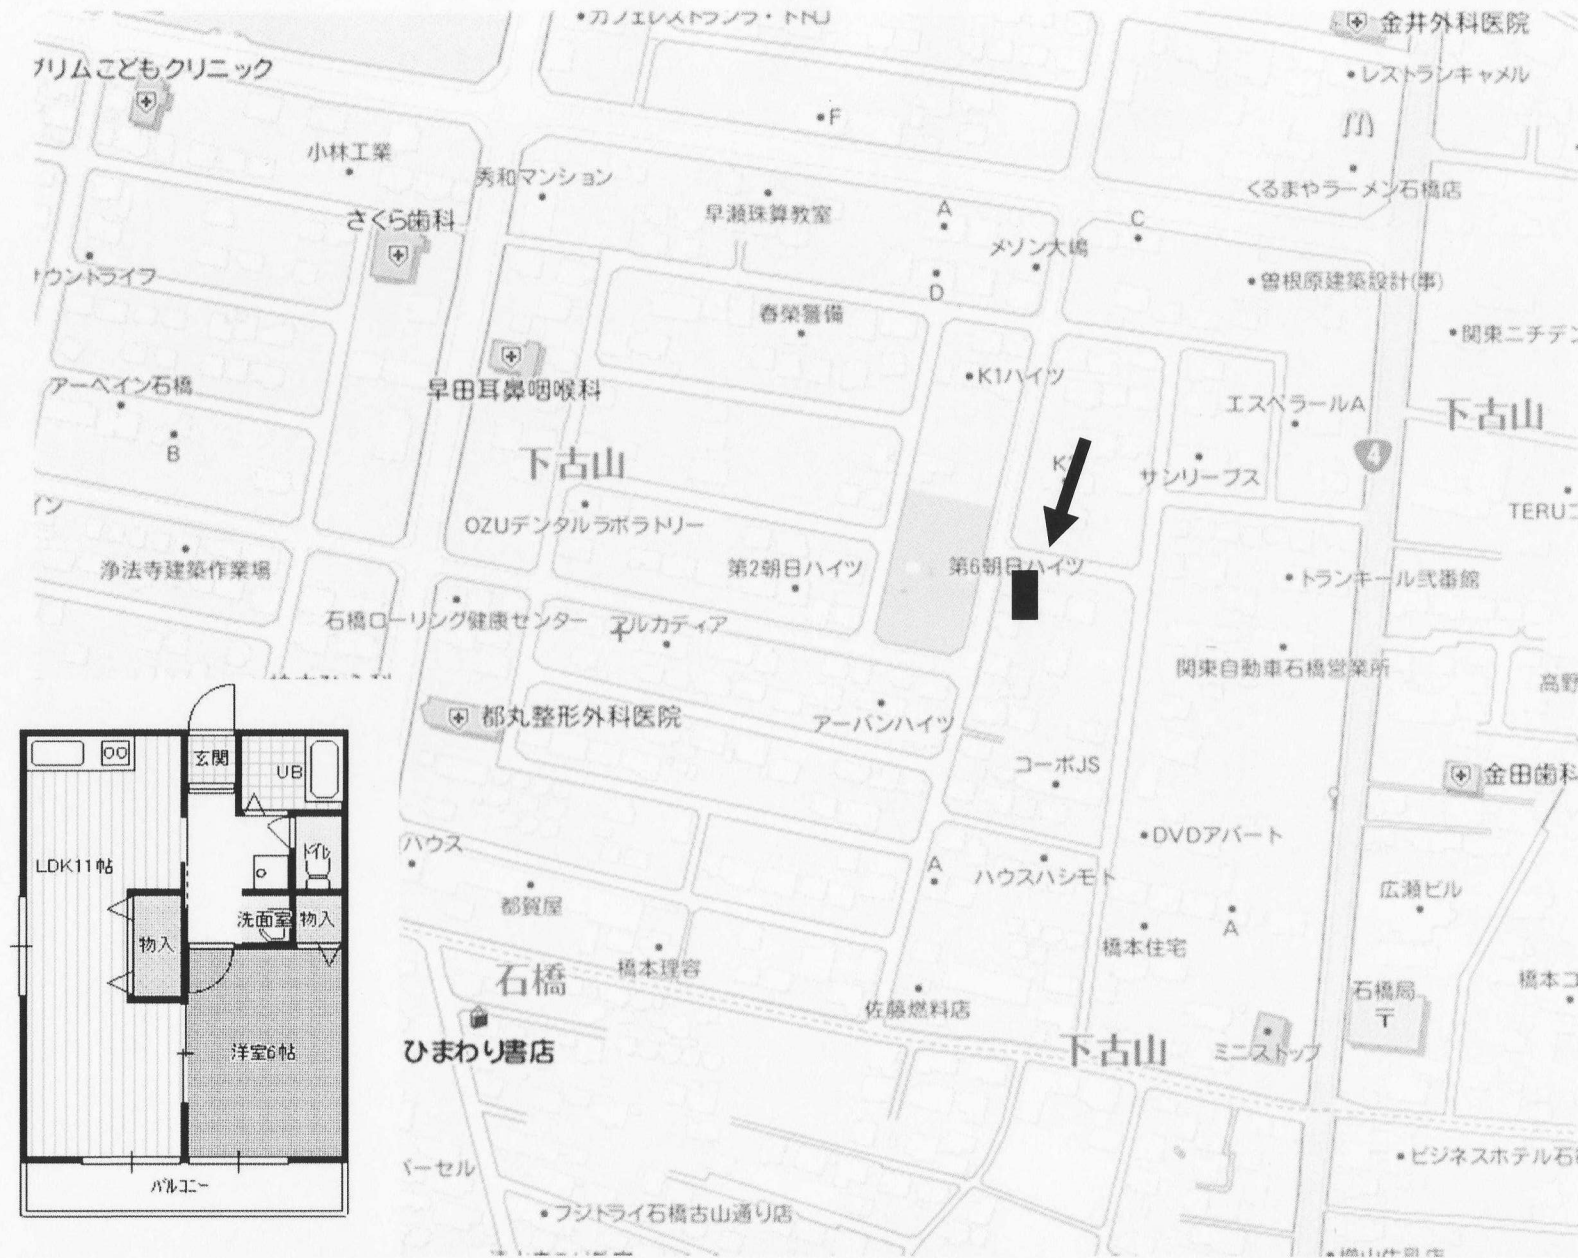 金井外科医院
リムこどもクリニック
レストランキャメル
F
小林工業
秀和マンション
くるまやラーメン石橋店
早瀬珠算教室
A
C
さくら歯科
メゾン大嶋
ウントライフ
曽根原建築設計(事)
D
春榮警備
関東ニチデン
K1ハイツ
アーベイン石橋
早田耳鼻咽喉科
エスペラールA
下古山
B
4
下古山
サンリーブス
イン
OZUデンタルラボラトリー
TERU
浄法寺建築作業場
第2朝日ハイツ
第6朝日ハイツ
トランキール弐番館
石橋ローリング健康センター
アルカディア
関東自動車石橋営業所
高野
都丸整形外科医院
アーバンハイツ
玄関
UB
コーポJS
金田歯科
DVDアパート
ハウス
トイレ
LDK11帖
A
ハウスハシモト
広瀬ビル
都賀屋
洗面室
物入
A
物入
橋本住宅
橋本理容
石橋
橋本コ
石橋局
佐藤燃料店
洋室6帖
ひまわり書店
下古山
ミニストップ
ーセル
ビジネスホテル石
バルコニー
フジトライ石橋古山通り店